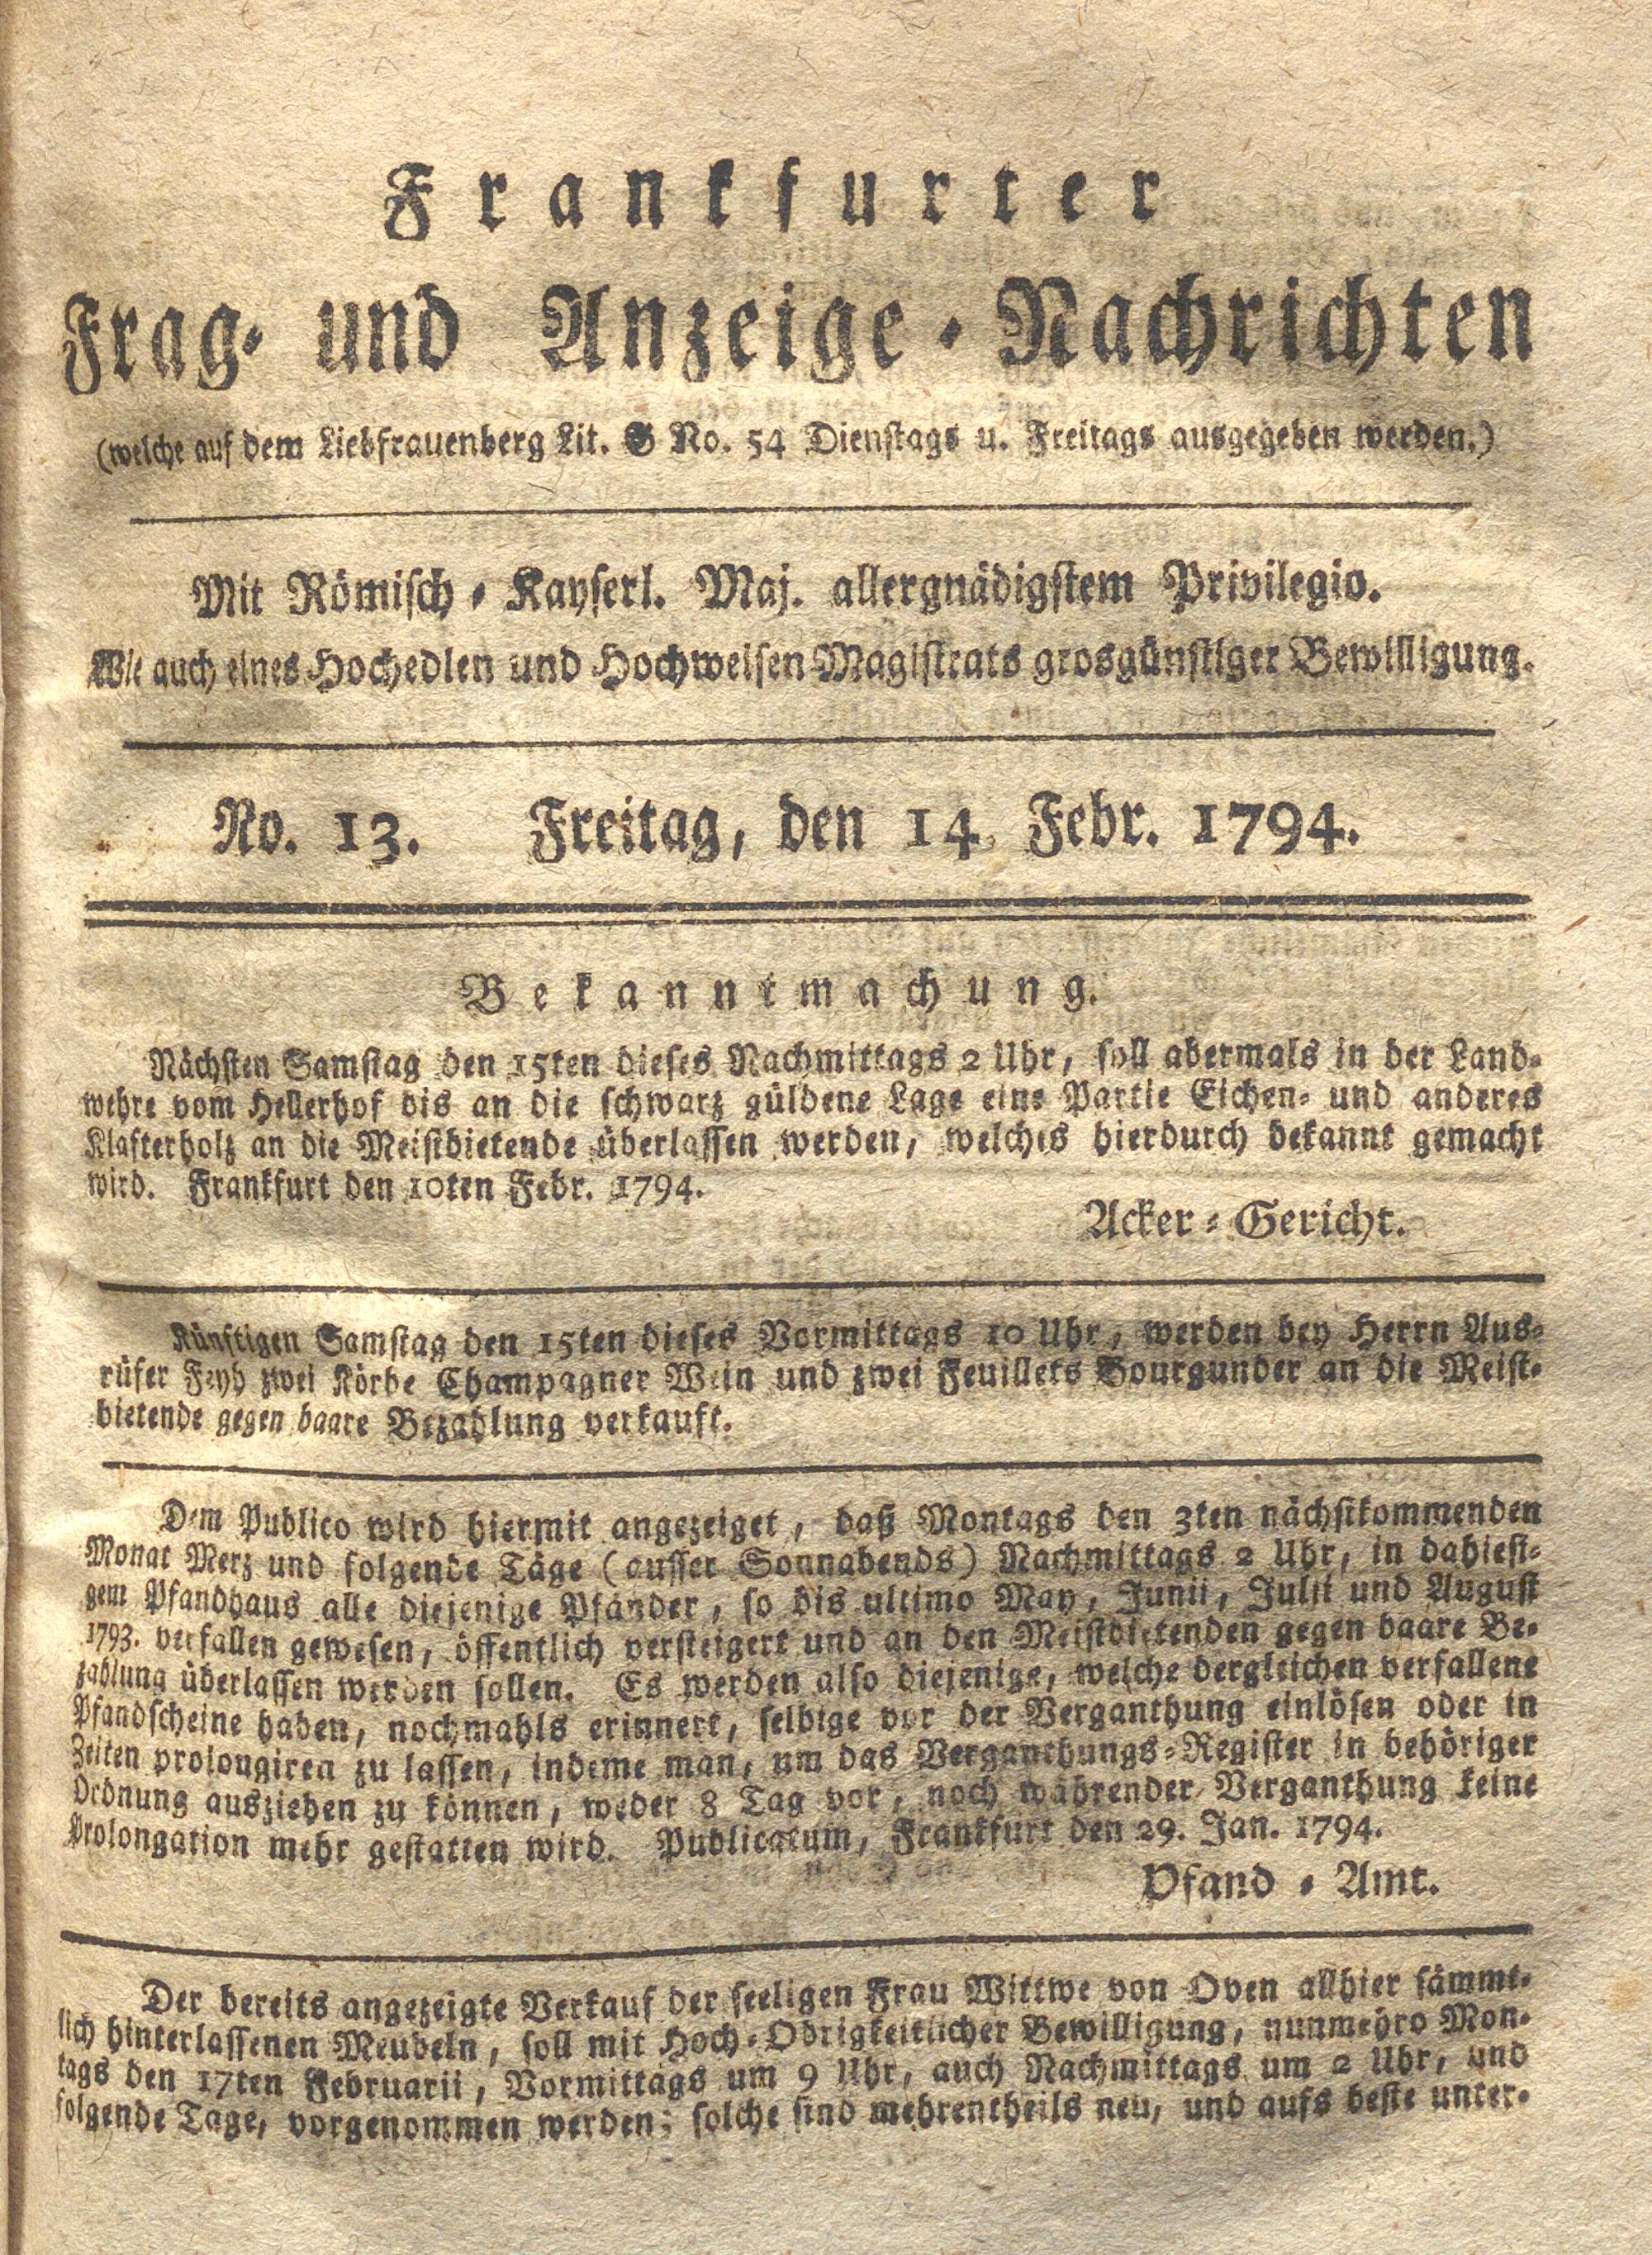 Frankfurter
Frag- und Anzeige-Nachrichten
(welche auf dem Liebfrauenberg Lit. G No. 54 Dienstags u. Freitags ausgegeben werden.)
Mit Römisch-Kayserl. Maj. allergnädigstem Privilegio.
Wie auch eines Hochedlen und Hochweisen Magistrats grosgünstiger Bewilligung.
No. 13. Freitag, den 14. Febr. 1794.
Bekanntmachung.
Nächsten Samstag den 15ten dieses Nachmittags 2 Uhr, soll abermals in der Land-
wehre vom Hellerhof bis an die schwarz güldene Lage eine Partie Eichen- und anderes
Klafterholz an die Meistbietende überlassen werden, welches hierdurch bekannt gemacht
wird. Frankfurt den 10ten Febr. 1794.
Acker-Gericht.
Künftigen Samstag den 15ten dieses Vormittags 10 Uhr, werden bey Herrn Aus-
rüfer Feyh zwei Körbe Champagner Wein und zwei Feuillets Bourgunder an die Meist-
bietende gegen baare Bezahlung verkauft.
Dem Publico wird hiermit angezeiget, daß Montags den 3ten nächstkommenden
Monat Merz und folgende Täge (ausser Sonnabends) Nachmittags 2 Uhr, in dahiesi-
gem Pfandhaus alle diejenige Pfänder, so bis ultimo May, Junii, Julii und August
1793. verfallen gewesen, öffentlich versteigert und an den Meistbietenden gegen baare Be-
zahlung überlassen werden sollen. Es werden also diejenige, welche dergleichen verfallene
Pfandscheine haben, nochmahls erinnert, selbige vor der Verganthung einlösen oder in
Zeiten prolongiren zu lassen, indeme man, um das Verganthungs-Register in behöriger
Ordnung ausziehen zu können, weder 8 Tag vor, noch währender Verganthung keine
Prolongation mehr gestatten wird. Publicatum, Frankfurt den 29. Jan. 1794.
Pfand-Amt.
Der bereits angezeigte Verkauf der seeligen Frau Wittwe von Oven allhier sämmt-
lich hinterlassenen Meubeln, soll mit Hoch-Obrigkeitlicher Bewilligung, nunmehro Mon-
tags den 17ten Februarii, Vormittags um 9 Uhr, auch Nachmittags um 2 Uhr, und
folgende Tage, vorgenommen werden; solche sind mehrentheils neu, und aufs beste unter-